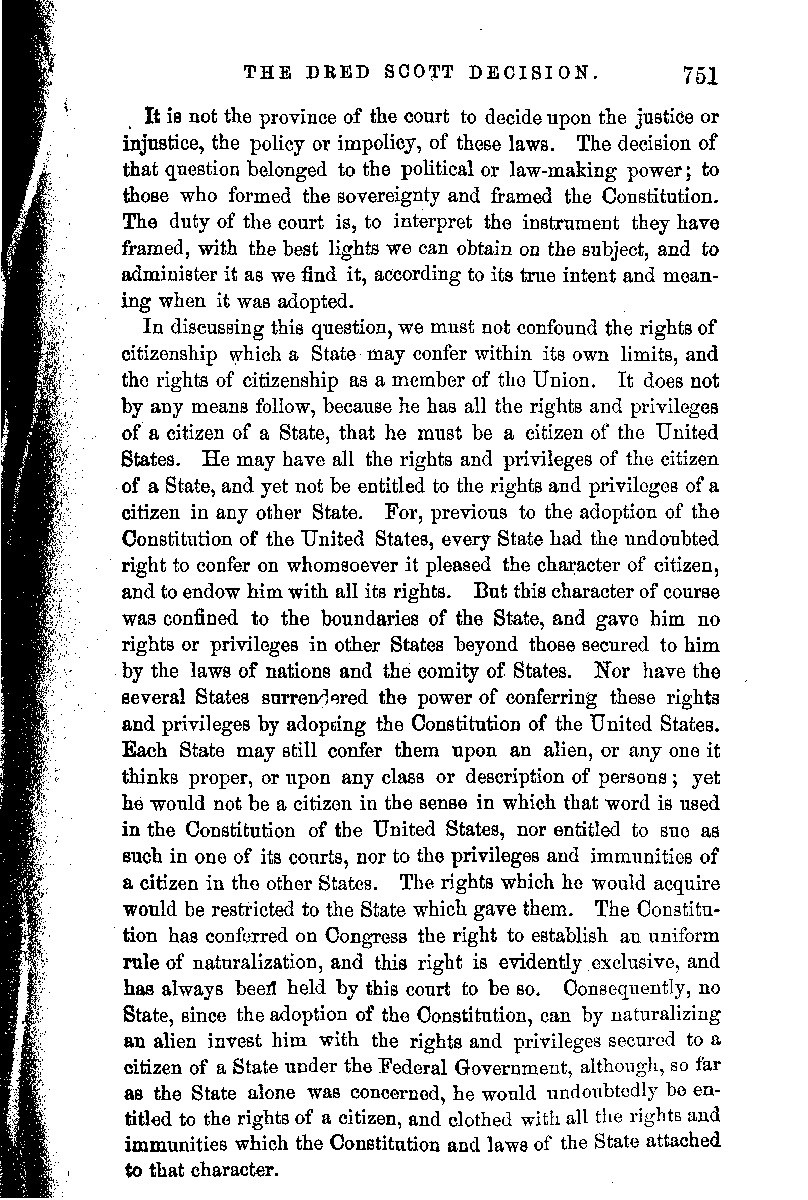 THE DRED SCOTT DECISION. 751
It is not the province of the court to decide upon the justice or
injustice, the policy or impolicy, of these laws. The decision of
that question belonged to the political or law-making power; to
those who formed the sovereignty and framed the Constitution.
The duty of the court is, to interpret the instrument they have
framed, with the best lights we can obtain on the subject, and to
administer it as we find it, according to its true intent and mean-
ing when it was adopted.
In discussing this question, we must not confound the rights of
citizenship which a State may confer within its own limits, and
the rights of citizenship as a member of the Union. It does not
by any means follow, because he has all the rights and privileges
of a citizen of a State, that he must be a citizen of the United
States. He may have all the rights and privileges of the citizen
of a State, and yet not be entitled to the rights and privileges of a
citizen in any other State. For, previous to the adoption of the
Constitution of the United States, every State had the undoubted
right to confer on whomsoever it pleased the character of citizen,
and to endow him with all its rights. But this character of course
was confined to the boundaries of the State, and gave him no
rights or privileges in other States beyond those secured to him
by the laws of nations and the comity of States. Nor have the
several States surrendered the power of conferring these rights
and privileges by adopting the Constitution of the United States.
Each State may still confer them upon an alien, or any one it
thinks proper, or upon any class or description of persons; yet
he would not be a citizen in the sense in which that word is used
in the Constitution of the United States, nor entitled to sue as
such in one of its courts, nor to the privileges and immunities of
a citizen in the other States. The rights which he would acquire
would be restricted to the State which gave them. The Constitu-
tion has conferred on Congress the right to establish an uniform
rule of naturalization, and this right is evidently exclusive, and
has always been held by this court to be so. Consequently, no
State, since the adoption of the Constitution, can by naturalizing
an alien invest him with the rights and privileges secured to a
citizen of a State under the Federal Government, although, so far
as the State alone was concerned, he would undoubtedly be en-
titled to the rights of a citizen, and clothed with all the rights and
immunities which the Constitution and laws of the State attached
to that character.